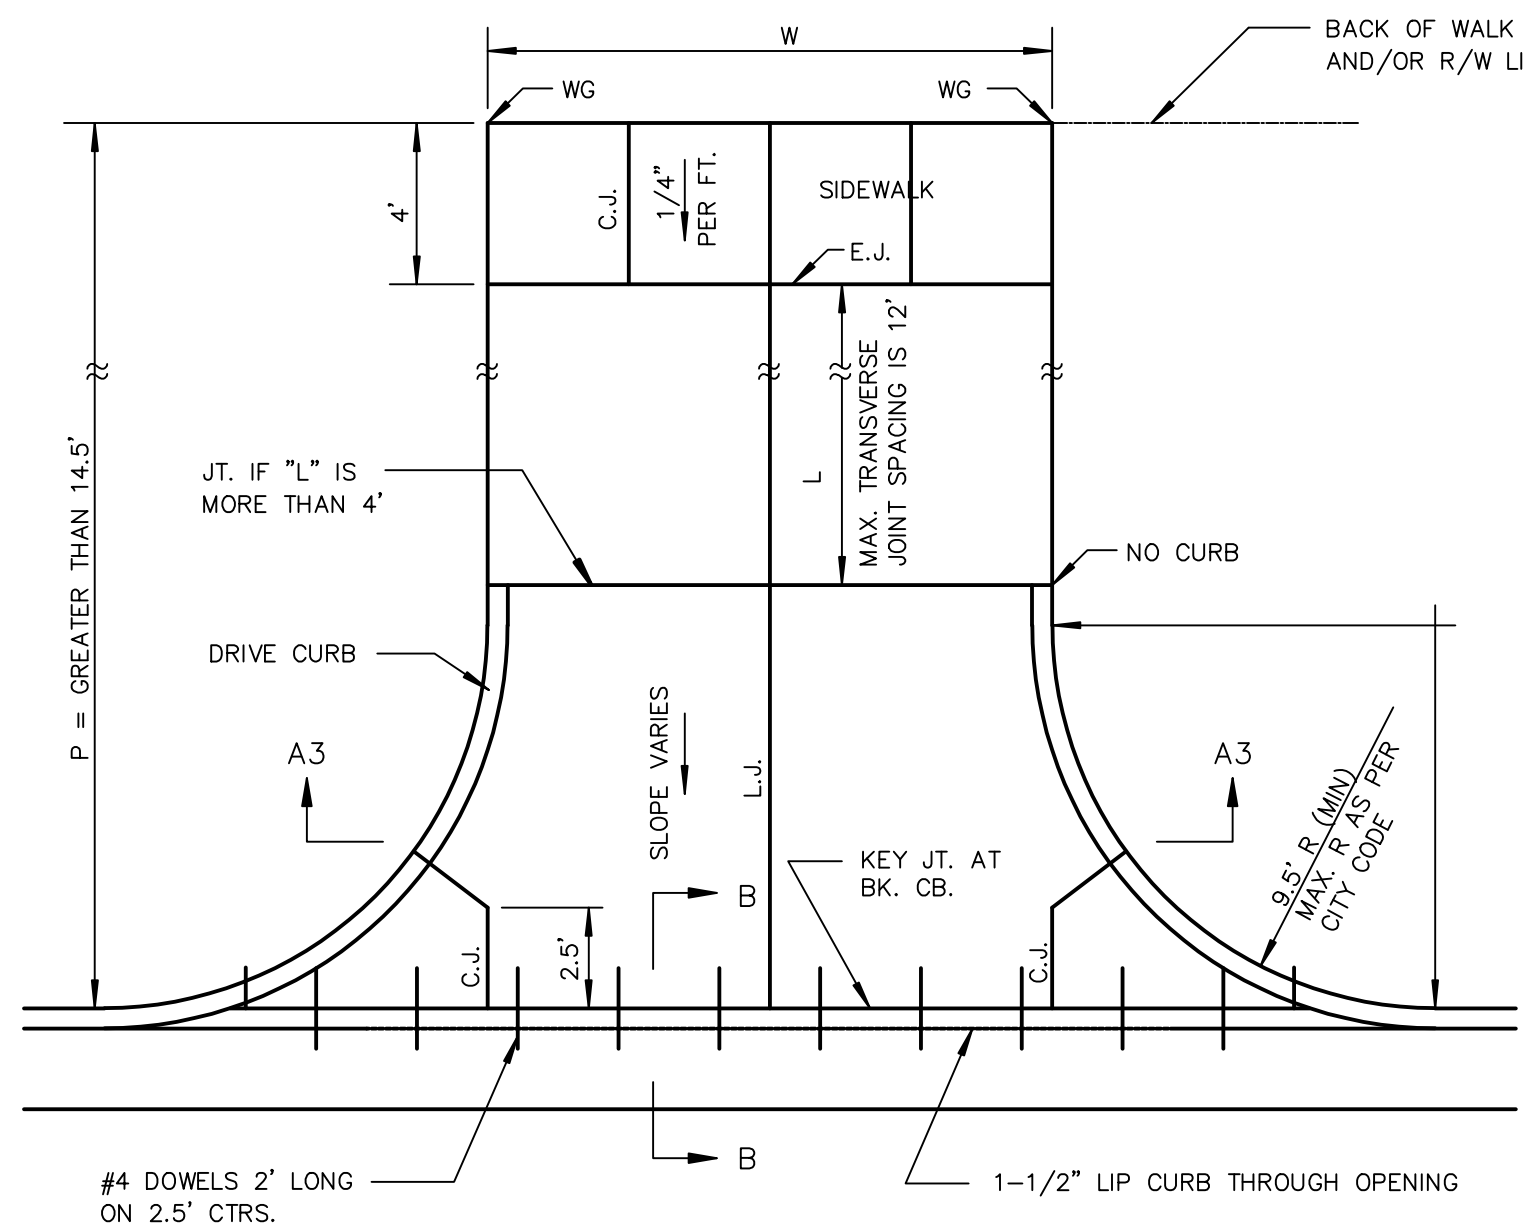 W
BACK OF WALK
AND/OR R/W LI
WG
WG
4'
C.J.
1/4"
PER FT.
SIDEWALK
E.J.
MAX. TRANSVERSE
JOINT SPACING IS 12'
L
P = GREATER THAN 14.5'
JT. IF "L" IS
MORE THAN 4'
NO CURB
DRIVE CURB
SLOPE VARIES
L.J.
A3
A3
9.5' R (MIN)
MAX. R AS PER
CITY CODE
KEY JT. AT
BK. CB.
B
2.5'
C.J.
C.J.
B
#4 DOWELS 2' LONG
ON 2.5' CTRS.
1-1/2" LIP CURB THROUGH OPENING